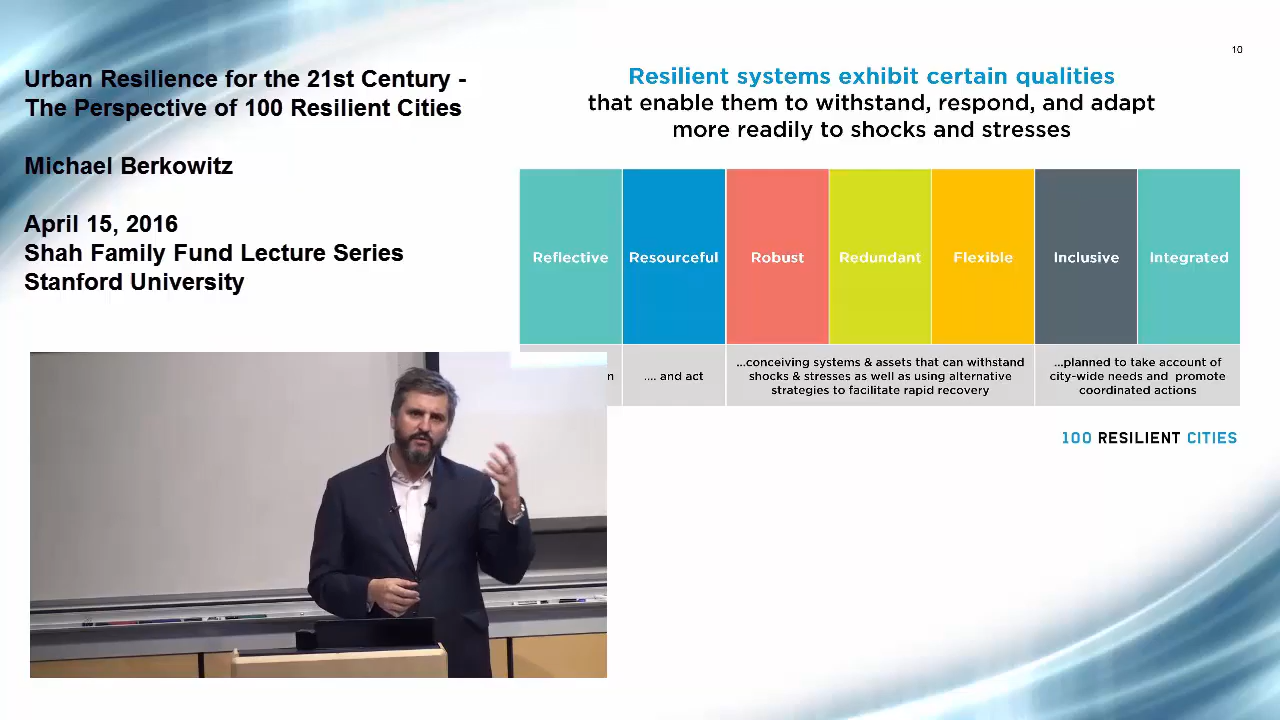 10
Urban Resilience for the 21st Century -
The Perspective of 100 Resilient Cities
Michael Berkowitz
April 15, 2016
Shah Family Fund Lecture Series
Stanford University
Resilient systems exhibit certain qualities
that enable them to withstand, respond, and adapt
more readily to shocks and stresses
Reflective
Resourceful
Robust
Redundant
Flexible
Inclusive
Integrated
.... and act
...conceiving systems & assets that can withstand
shocks & stresses as well as using alternative
strategies to facilitate rapid recovery
...planned to take account of
city-wide needs and promote
coordinated actions
100 RESILIENT CITIES